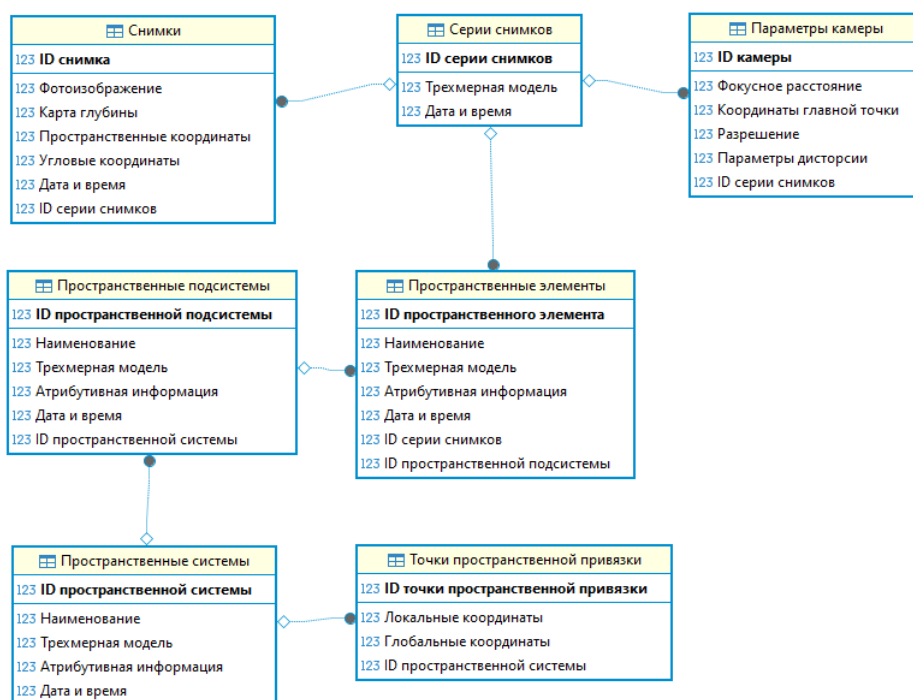 Снимки
123 ID снимка
123 Фотоизображение
123 Карта глубины
123 Пространственные координаты
123 Угловые координаты
123 Дата и время
123 ID серии снимков
Серии снимков
123 ID серии снимков
123 Трехмерная модель
123 Дата и время
Параметры камеры
123 ID камеры
123 Фокусное расстояние
123 Координаты главной точки
123 Разрешение
123 Параметры дисторсии
123 ID серии снимков
Пространственные подсистемы
123 ID пространственной подсистемы
123 Наименование
123 Трехмерная модель
123 Атрибутивная информация
123 Дата и время
123 ID пространственной системы
Пространственные элементы
123 ID пространственного элемента
123 Наименование
123 Трехмерная модель
123 Атрибутивная информация
123 Дата и время
123 ID серии снимков
123 ID пространственной подсистемы
Пространственные системы
123 ID пространственной системы
123 Наименование
123 Трехмерная модель
123 Атрибутивная информация
123 Дата и время
Точки пространственной привязки
123 ID точки пространственной привязки
123 Локальные координаты
123 Глобальные координаты
123 ID пространственной системы